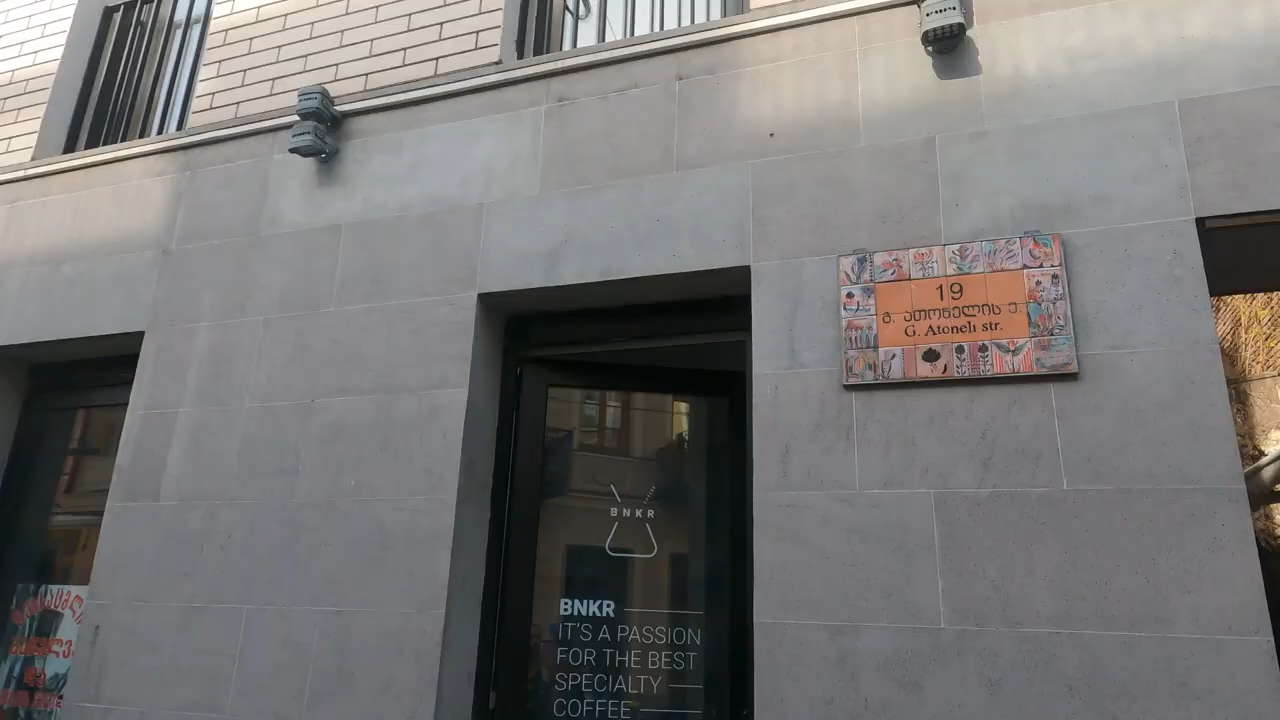 19
გ. ათონელის ქ.
G. Atoneli str.
BNKR
BNKR
IT'S A PASSION
FOR THE BEST
SPECIALTY
COFFEE